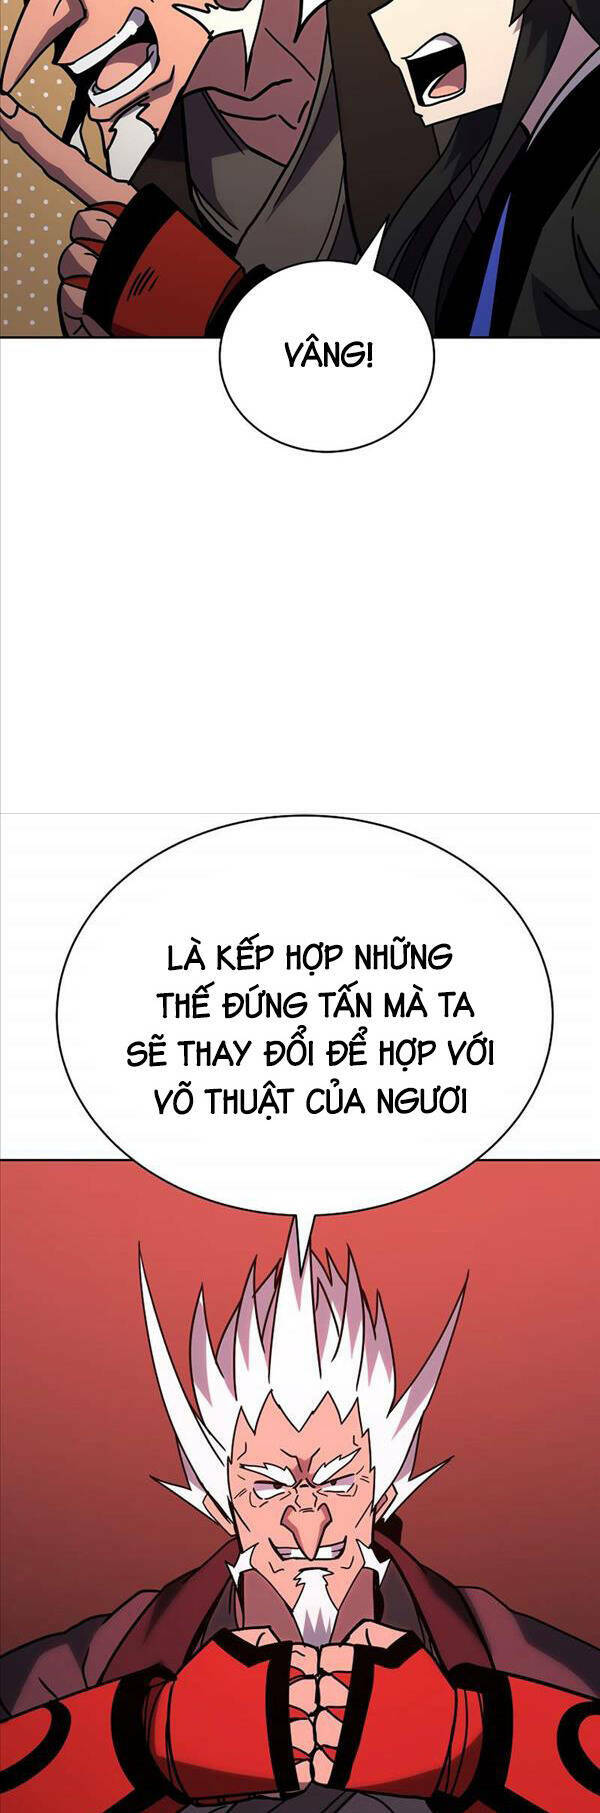 VÂNG!
LÀ KẾP HỢP NHỮNG
THẾ ĐỨNG TẤN MÀ TA
SẼ THAY ĐỔI ĐỂ HỢP VỚI
VÕ THUẬT CỦA NGƯƠI